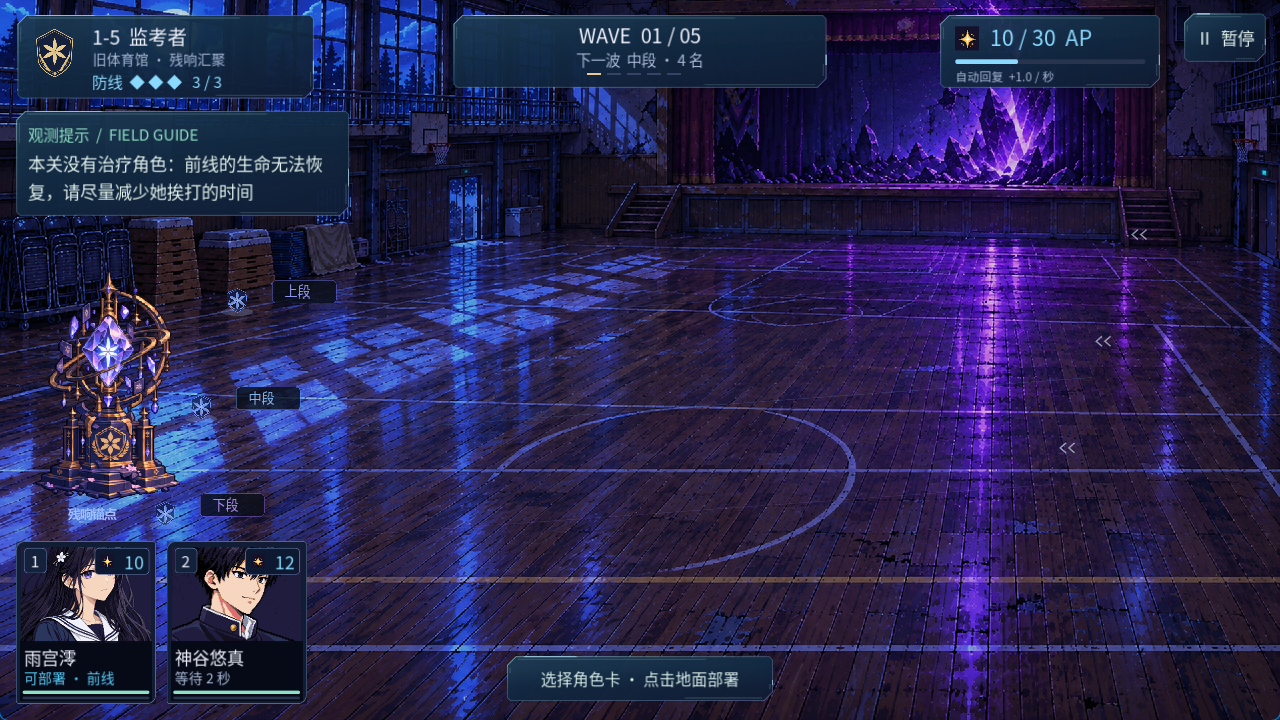 1-5 监考者
旧体育馆 · 残响汇聚
防线 3 / 3
WAVE 01 / 05
下一波 中段 · 4 名
10 / 30 AP
自动回复 +1.0 / 秒
暂停
观测提示 / FIELD GUIDE
本关没有治疗角色：前线的生命无法恢
复，请尽量减少她挨打的时间
上段
中段
下段
残响锚点
1
10
雨宫澪
可部署 · 前线
2
12
神谷悠真
等待 2 秒
选择角色卡 · 点击地面部署